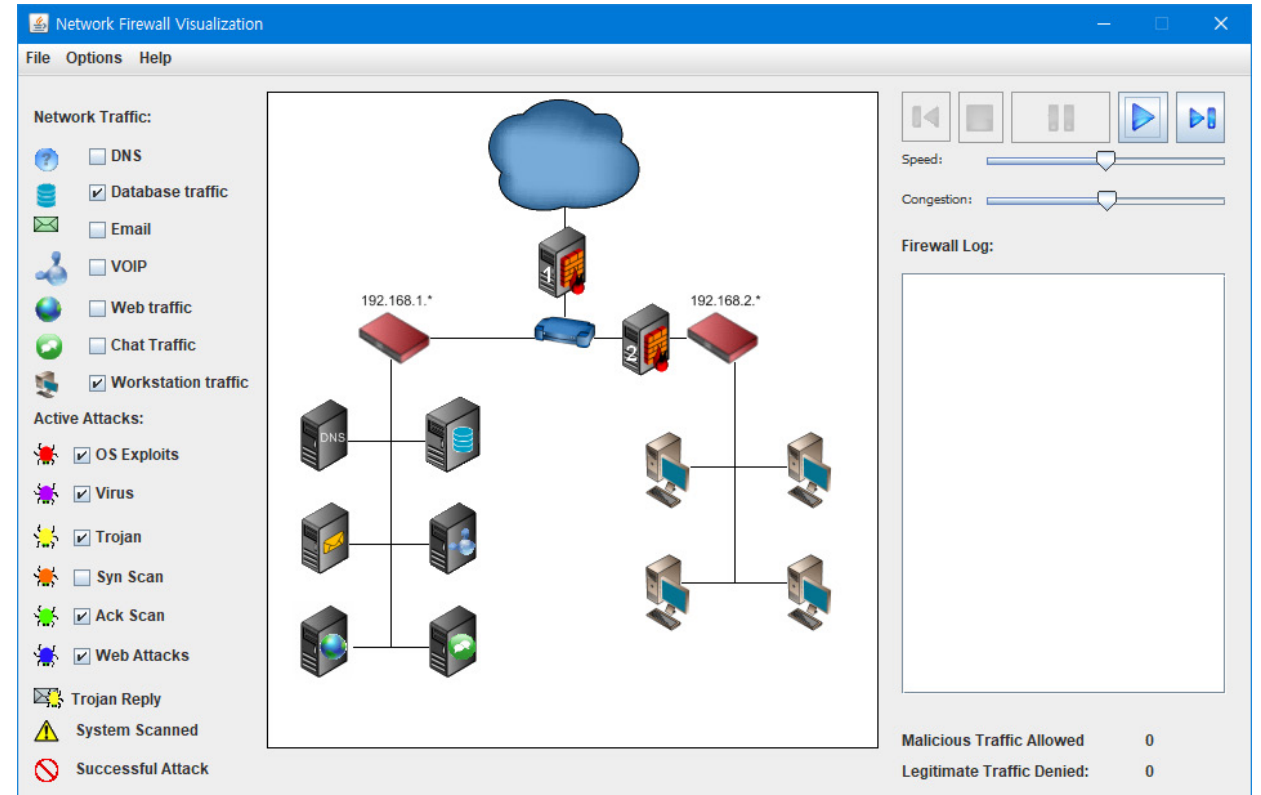 Network Firewall Visualization
File Options Help
Network Traffic:
DNS
Database traffic
Email
VOIP
Web traffic
Chat Traffic
Workstation traffic
Active Attacks:
OS Exploits
Virus
Trojan
Syn Scan
Ack Scan
Web Attacks
Trojan Reply
System Scanned
Successful Attack
1
192.168.1.*
192.168.2.*
2
DNS
Speed:
Congestion:
Firewall Log:
Malicious Traffic Allowed 0
Legitimate Traffic Denied: 0